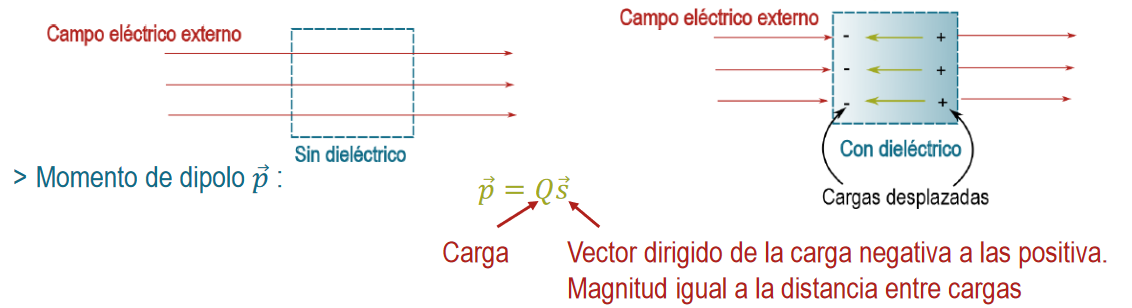 Campo eléctrico externo
Sin dieléctrico
Campo eléctrico externo
- +
- +
- +
Con dieléctrico
Cargas desplazadas
> Momento de dipolo p⃗ :
p⃗ = Qs⃗
Carga
Vector dirigido de la carga negativa a las positiva.
Magnitud igual a la distancia entre cargas